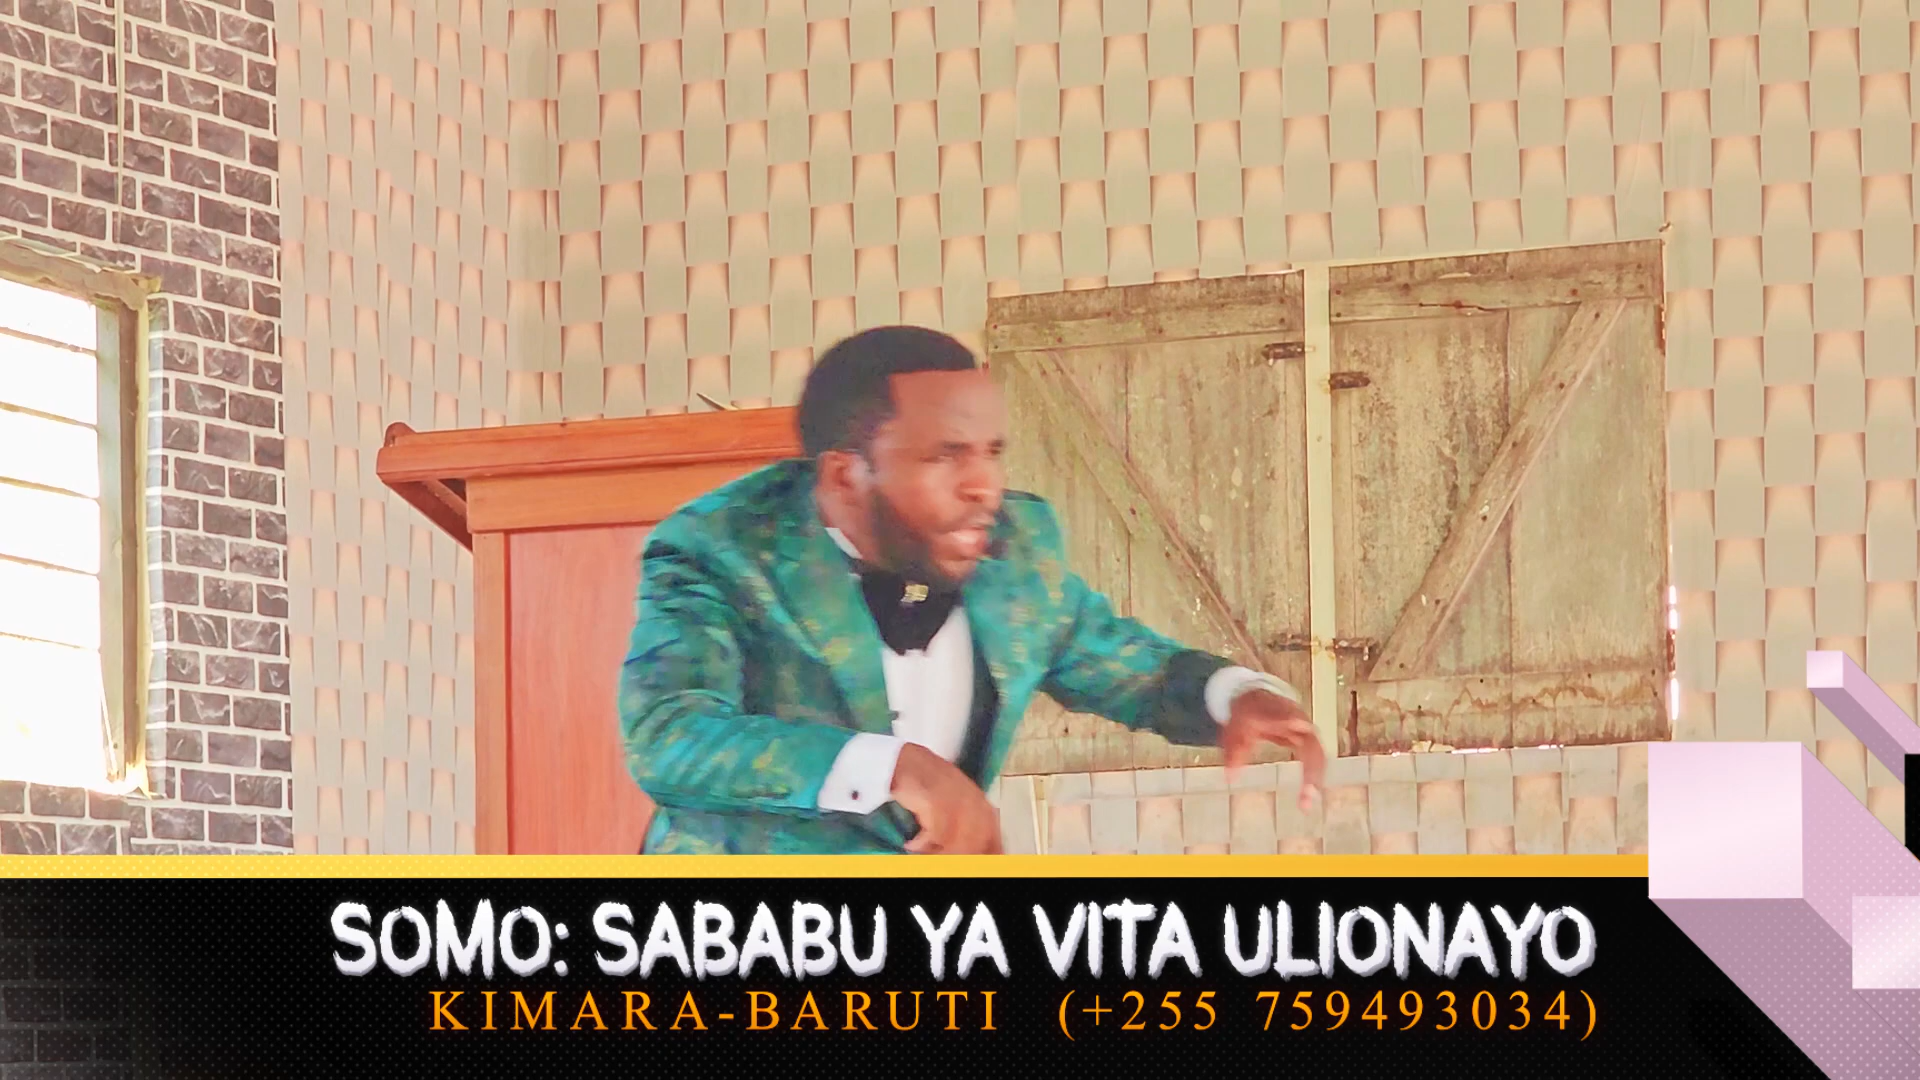 SOMO: SABABU YA VITA ULIONAYO
KIMARA-BARUTI (+255 759493034)